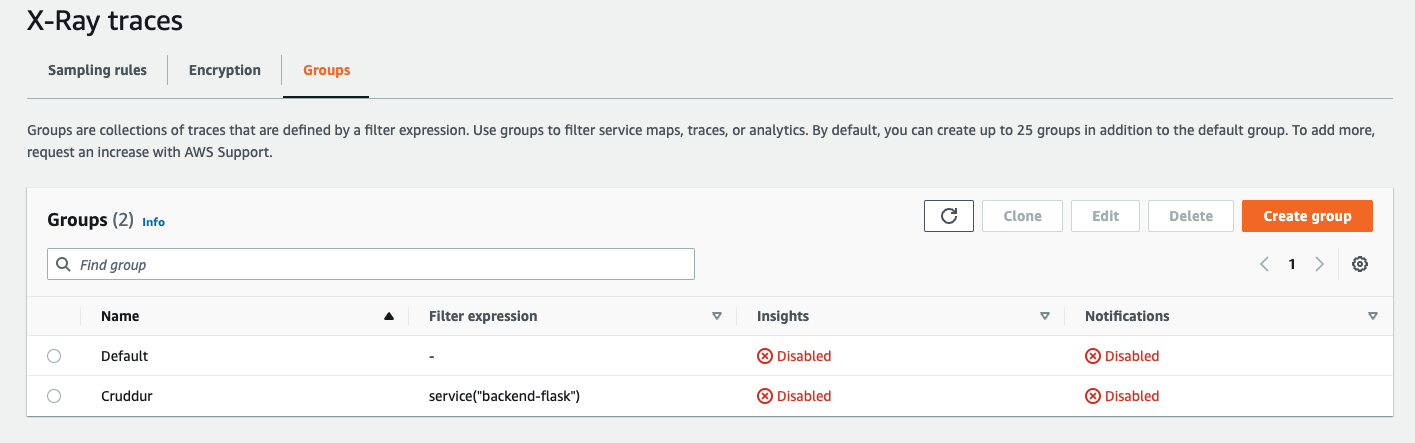 X-Ray traces
Sampling rules
Encryption
Groups
Groups are collections of traces that are defined by a filter expression. Use groups to filter service maps, traces, or analytics. By default, you can create up to 25 groups in addition to the default group. To add more,
request an increase with AWS Support.
Groups (2) Info
Clone
Edit
Delete
Create group
Find group
1
Name Filter expression Insights Notifications
Default - Disabled Disabled
Cruddur service("backend-flask") Disabled Disabled